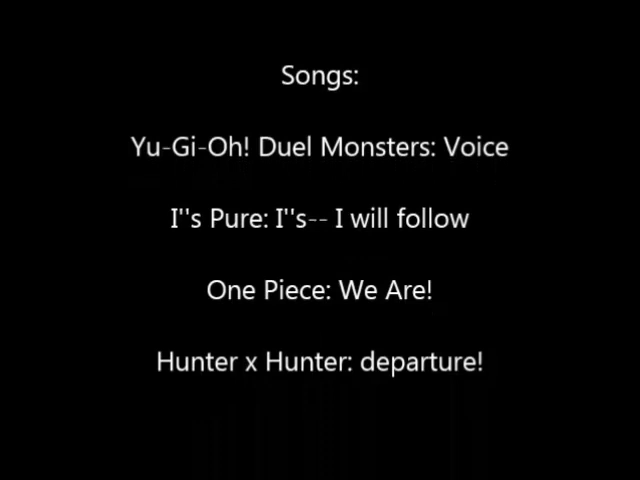 Songs:
Yu-Gi-Oh! Duel Monsters: Voice
I''s Pure: I''s-- I will follow
One Piece: We Are!
Hunter x Hunter: departure!